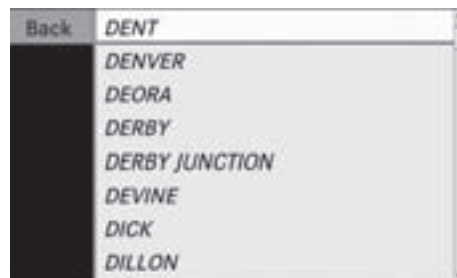 Back DENT
DENVER
DEORA
DERBY
DERBY JUNCTION
DEVINE
DICK
DILLON